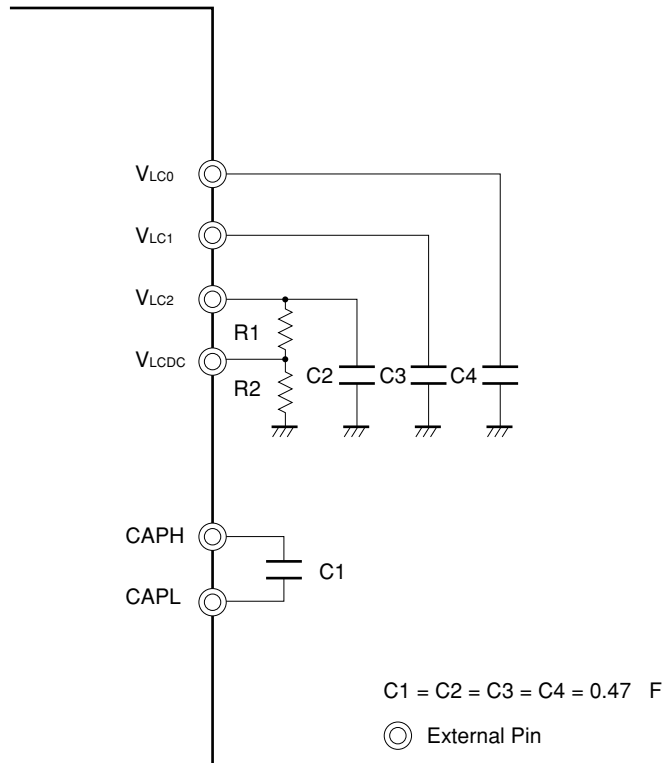 VLC0
VLC1
VLC2
R1
VLCDC
R2
C2
C3
C4
CAPH
C1
CAPL
C1 = C2 = C3 = C4 = 0.47 F
External Pin